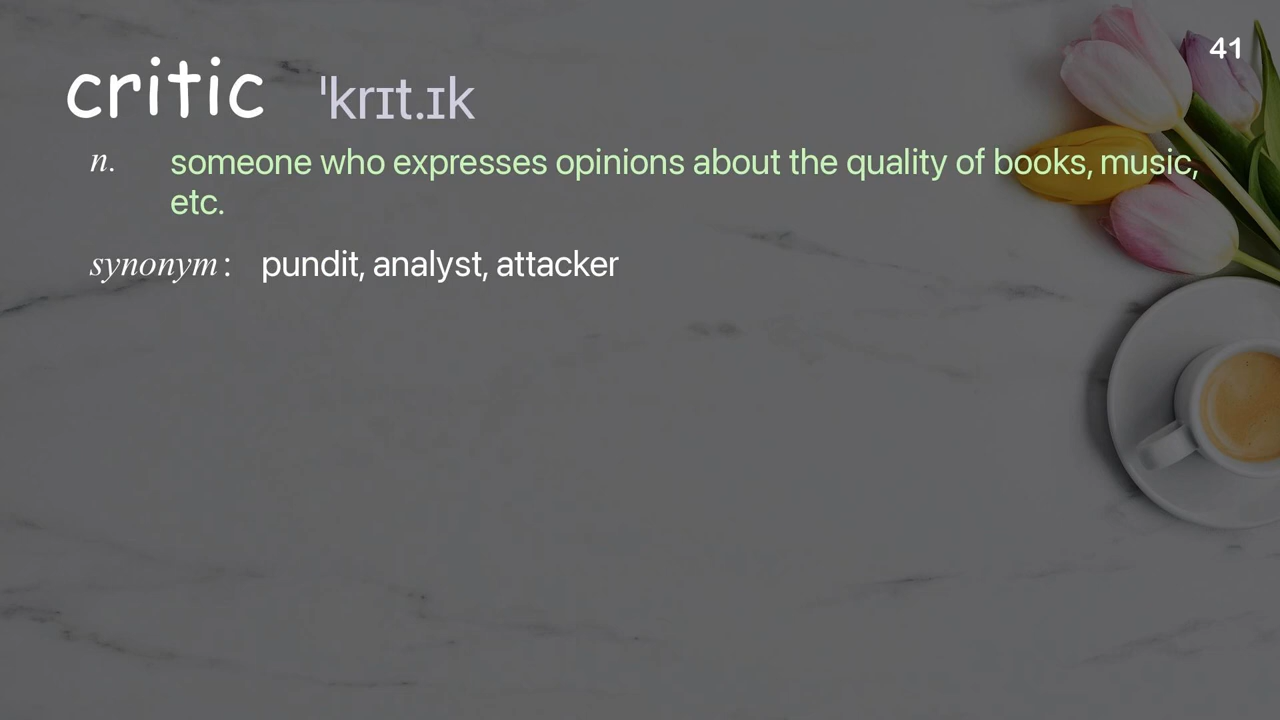 41
critic ˈkrɪt.ɪk
n. someone who expresses opinions about the quality of books, music,
etc.
synonym : pundit, analyst, attacker